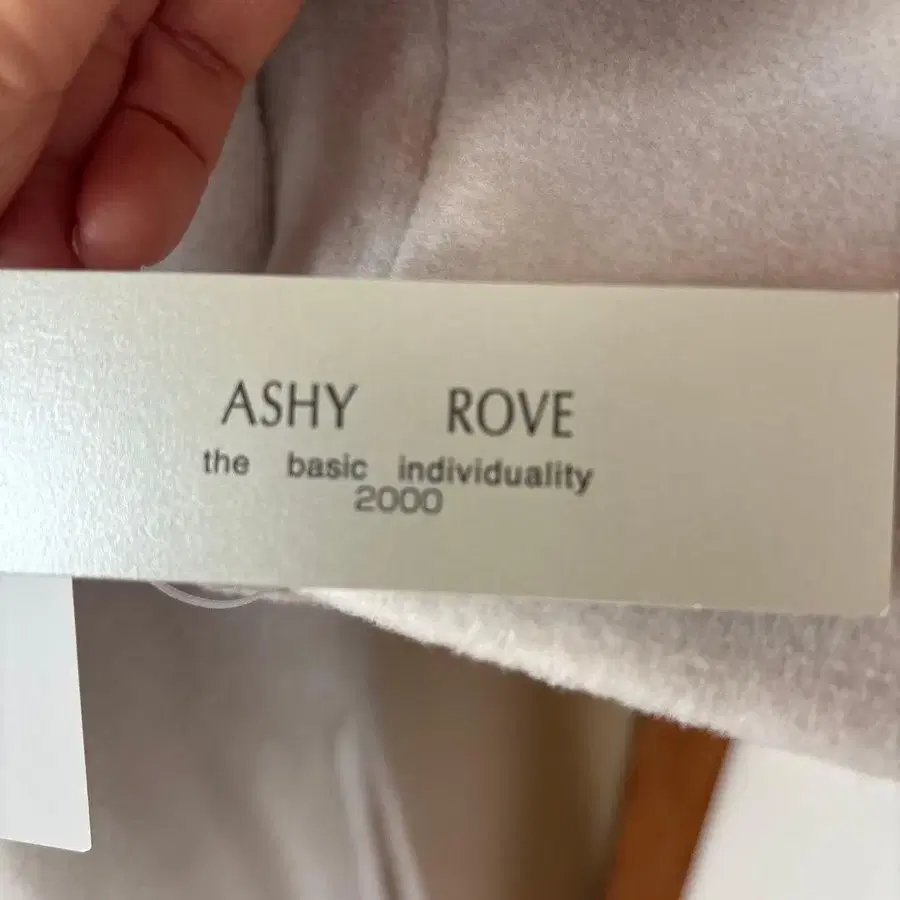 ASHY ROVE
the basic individuality
2000